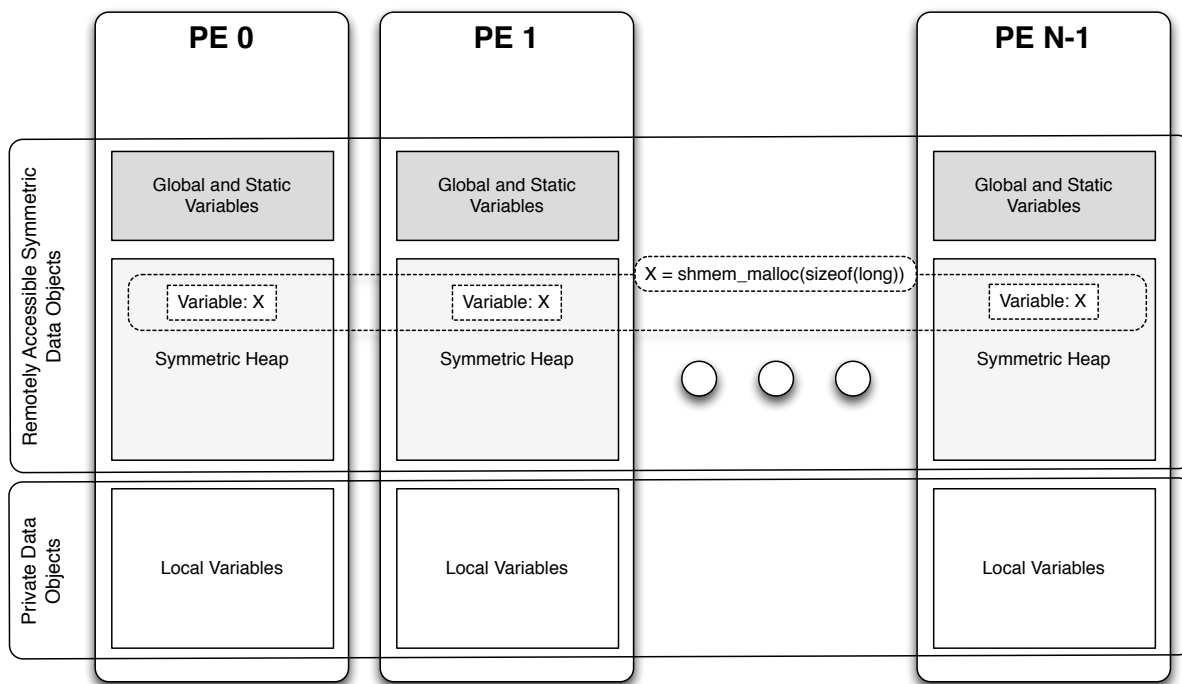 PE 0
PE 1
PE N-1
Remotely Accessible Symmetric
Data Objects
Global and Static
Variables
Global and Static
Variables
Global and Static
Variables
X = shmem_malloc(sizeof(long))
Variable: X
Variable: X
Variable: X
Symmetric Heap
Symmetric Heap
Symmetric Heap
Private Data
Objects
Local Variables
Local Variables
Local Variables